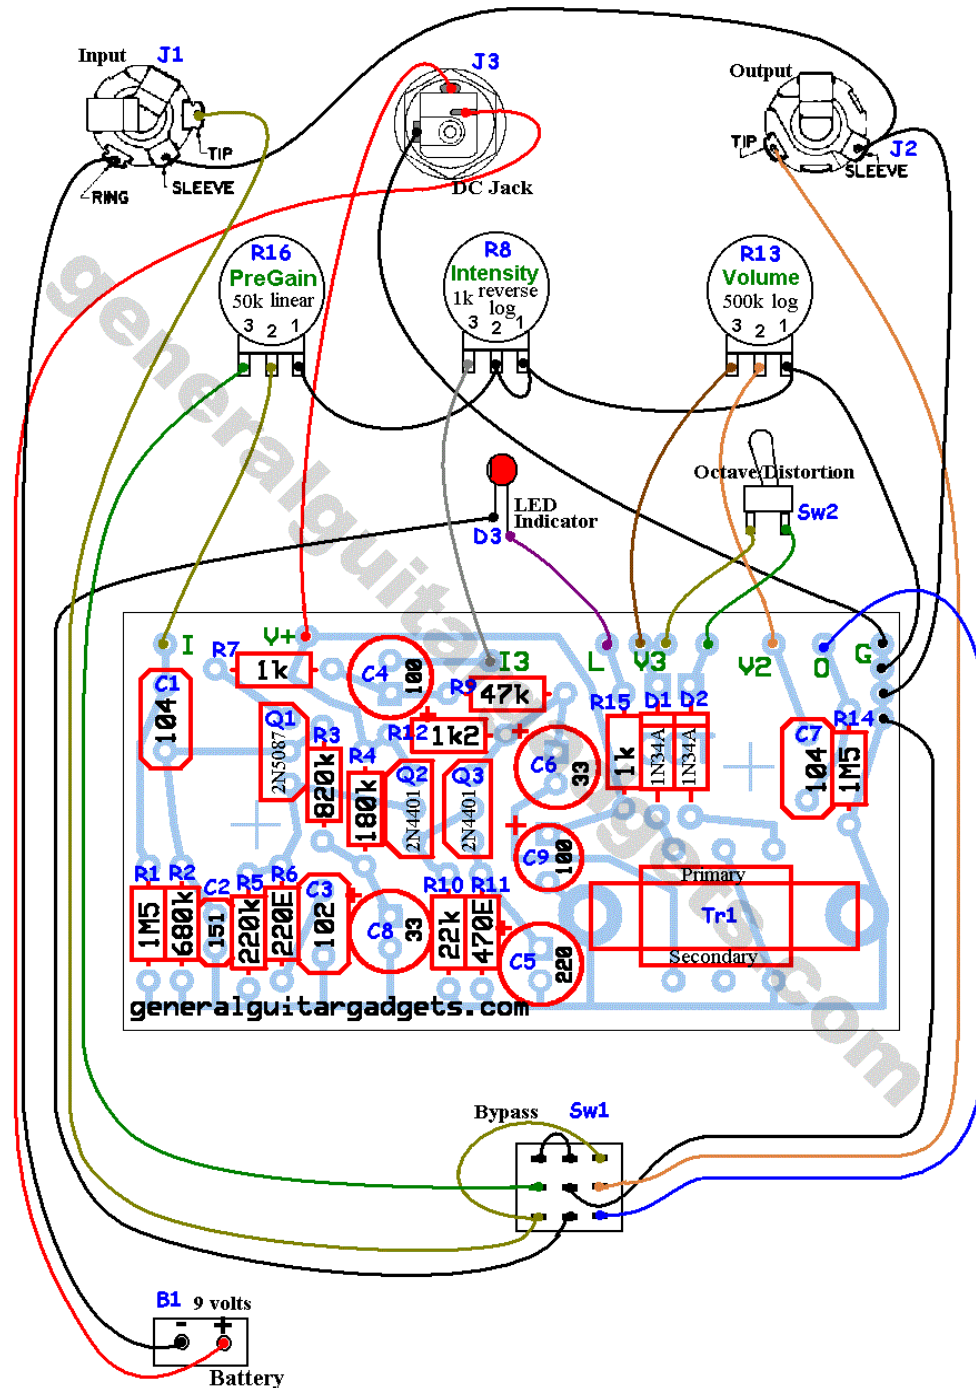 Input
J1
TIP
RING
SLEEVE
J3
DC Jack
Output
TIP
J2
SLEEVE
R16
PreGain
50k linear
3 2 1
R8
Intensity
1k reverse
log
3 2 1
R13
Volume
500k log
3 2 1
LED
Indicator
D3
Octave/Distortion
Sw2
generalguitargadgets.com
I
V+
I3
L
V3
V2
O
G
R7
1k
C1
104
C4
100
R9
47k
R12
1k2
Q1
2N5087
R3
820k
R4
180k
Q2
2N4401
Q3
2N4401
C6
33
R15
1k
D1
1N34A
D2
1N34A
C7
104
R14
1M5
C9
100
R1
1M5
R2
680k
C2
151
R5
220k
R6
220E
C3
102
C8
33
R10
22k
R11
470E
C5
220
Primary
Tr1
Secondary
+
+
+
+
+
generalguitargadgets.com
Bypass
Sw1
B1 9 volts
- +
Battery